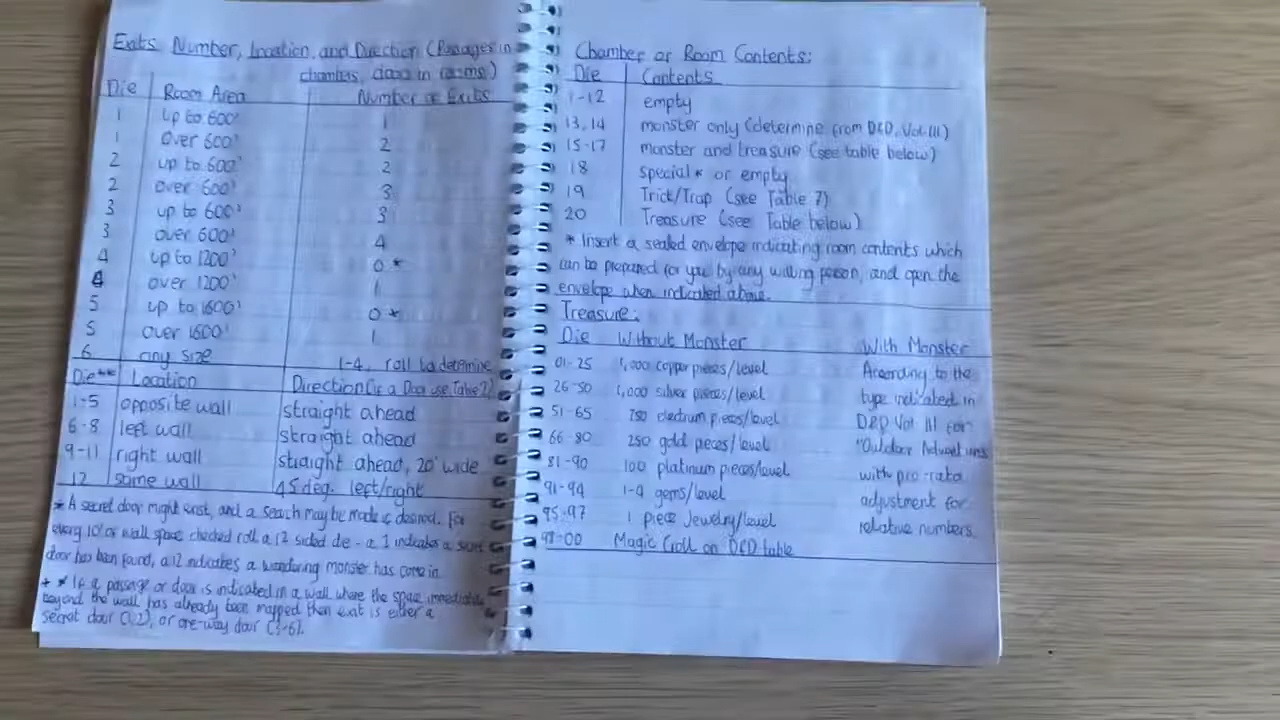 Exits: Number, Location, and Direction (Passages in
chambers, doors in rooms)
Die Room Area Number of Exits
1 up to 600' 1
1 over 600' 2
2 up to 600' 2
2 over 600' 3
3 up to 600' 3
3 over 600' 4
4 up to 1200' 0*
4 over 1200' 1
5 up to 1600' 0*
5 over 1600' 1
6 any size 1-4, roll to determine
Die** Location Direction (is a Door use Table 2)
1-5 opposite wall straight ahead
6-8 left wall straight ahead
9-11 right wall straight ahead, 20' wide
12 same wall 45 deg. left/right
* A secret door might exist, and a search may be made is desired. For
every 10' of wall space checked roll a 12 sided die - a 1 indicates a secret
door has been found, a 12 indicates a wandering monster has come in.
* * If a passage or door is indicated in a wall where the space immediately
beyond the wall has already been mapped then exit is either a
secret door (1,2), or one-way door (3-6).
Chamber or Room Contents:
Die Contents
1-12 empty
13,14 monster only (determine from D&D, Vol III)
15-17 monster and treasure (see table below)
18 special* or empty
19 Trick/Trap (see Table 7)
20 Treasure (see Table below)
* Insert a sealed envelope indicating room contents which
can be prepared for you by any willing person, and open the
envelope when indicated above.
Treasure:
Die Without Monster With Monster
01-25 1,000 copper pieces/level According to the
26-50 1,000 silver pieces/level type indicated in
51-65 750 electrum pieces/level D&D Vol III for
66-80 250 gold pieces/level "Outdoor Adventures
81-90 100 platinum pieces/level with pro-rata
91-94 1-4 gems/level adjustment for
95-97 1 piece Jewelry/level relative numbers.
98-00 Magic (roll on D&D table